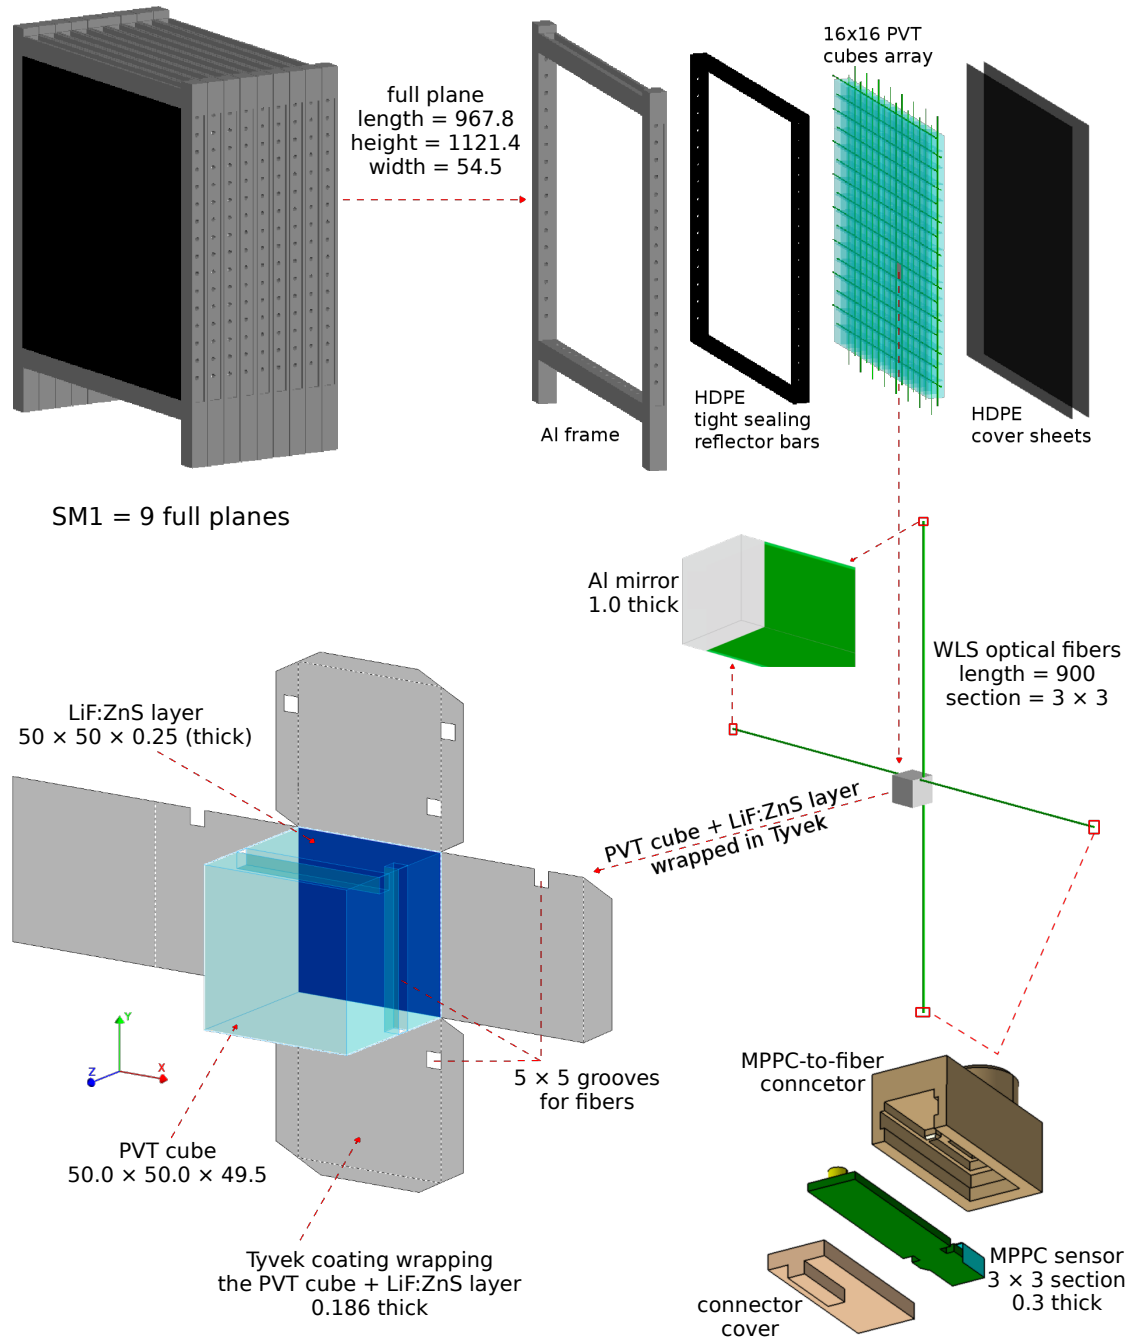 16x16 PVT
cubes array
full plane
length = 967.8
height = 1121.4
width = 54.5
HDPE
tight sealing
reflector bars
Al frame
HDPE
cover sheets
SM1 = 9 full planes
Al mirror
1.0 thick
WLS optical fibers
length = 900
section = 3 × 3
LiF:ZnS layer
50 × 50 × 0.25 (thick)
PVT cube + LiF:ZnS layer
wrapped in Tyvek
Y
Z
X
5 × 5 grooves
for fibers
MPPC-to-fiber
conncetor
PVT cube
50.0 × 50.0 × 49.5
Tyvek coating wrapping
the PVT cube + LiF:ZnS layer
0.186 thick
MPPC sensor
3 × 3 section
0.3 thick
connector
cover